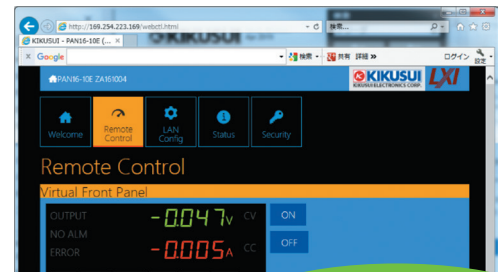 http://169.254.223.169/webctl.html
検索...
KIKUSUI - PAN16-10E (... ×
× Google
検索 共有 詳細 »
ログイン 設定
PAN16-10E ZA161004
KIKUSUI LXI
KIKUSUI ELECTRONICS CORP.
Welcome
Remote Control
LAN Config
Status
Security
Remote Control
Virtual Front Panel
OUTPUT -0.047V CV ON
NO ALM
ERROR -0.005A CC OFF